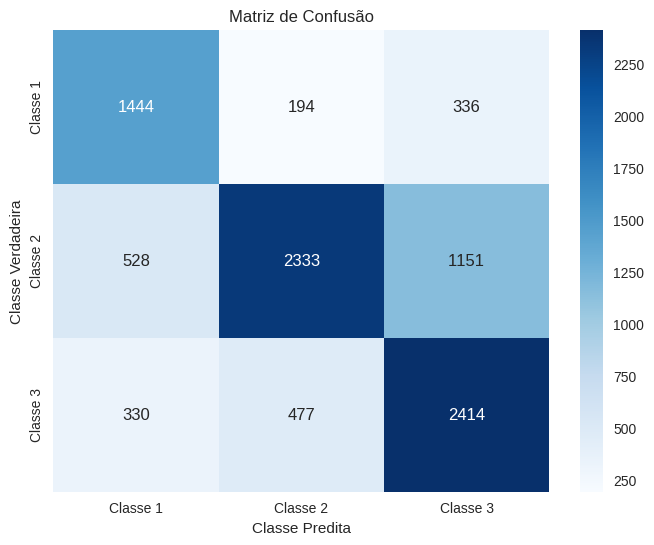 Matriz de Confusão
Classe Verdadeira
Classe 1
1444 194 336
Classe 2
528 2333 1151
Classe 3
330 477 2414
Classe 1 Classe 2 Classe 3
Classe Predita
2250
2000
1750
1500
1250
1000
750
500
250